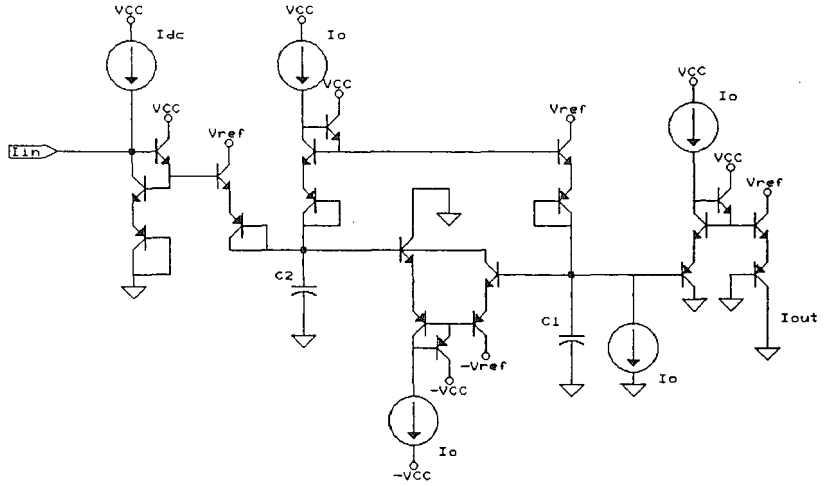 VCC
Idc
VCC
Io
VCC
Vref
VCC
Vref
VCC
Io
VCC
Vref
Iin
C2
C1
Iout
-Vref
-VCC
Io
Io
-VCC